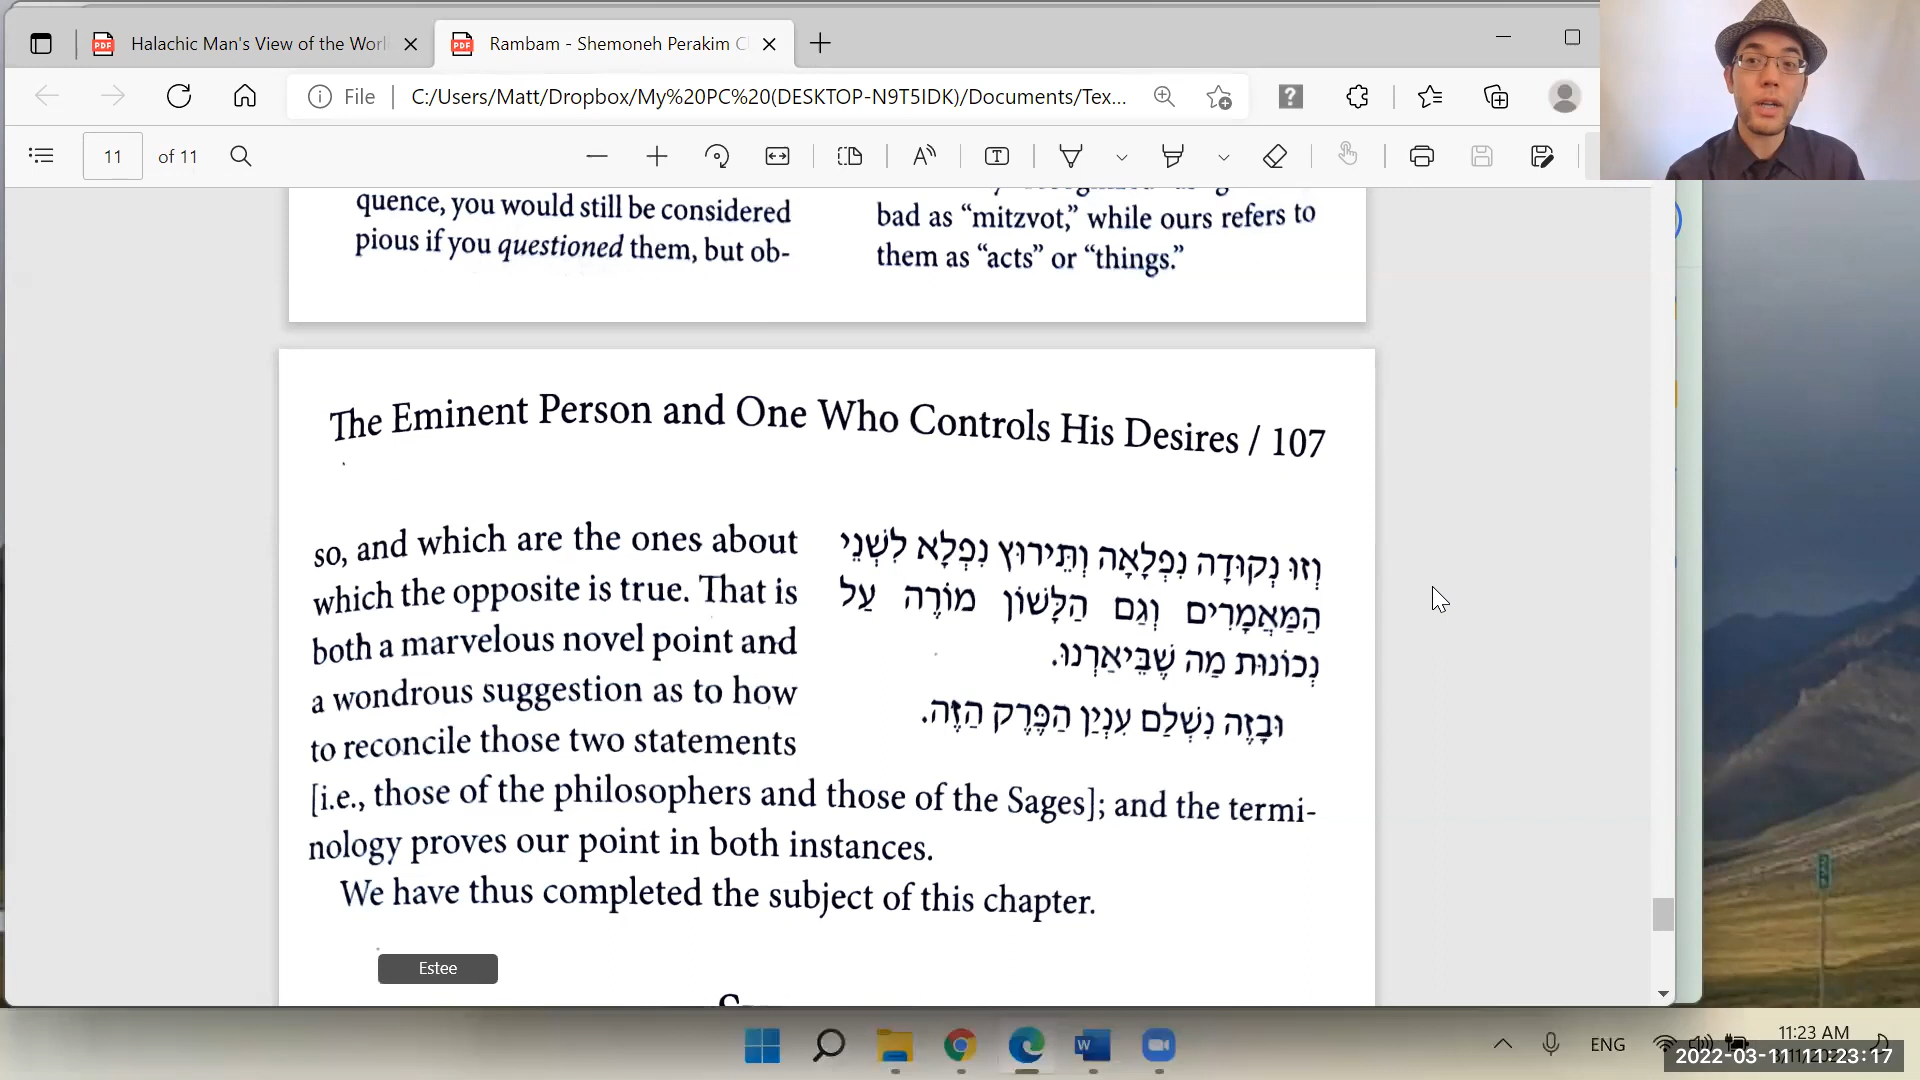 Halachic Man's View of the Worl
Rambam - Shemoneh Perakim C
File
C:/Users/Matt/Dropbox/My%20PC%20(DESKTOP-N9T5IDK)/Documents/Tex...
11 of 11
quence, you would still be considered
pious if you questioned them, but ob-
bad as “mitzvot,” while ours refers to
them as “acts” or “things.”
The Eminent Person and One Who Controls His Desires / 107
so, and which are the ones about
which the opposite is true. That is
both a marvelous novel point and
a wondrous suggestion as to how
to reconcile those two statements
[i.e., those of the philosophers and those of the Sages]; and the termi-
nology proves our point in both instances.
We have thus completed the subject of this chapter.
וְזוּ נְקוּדָה נִפְלָאָה וְתֵּירוּץ נִפְלָא לִשְׁנֵי
הַמַּאֲמָרִים וְגַם הַלָּשׁוֹן מוֹרֶה עַל
נְכוֹנוּת מַה שֶׁבֵּיאַרְנוּ.
וּבָזֶה נִשְׁלַם עִנְיַן הַפֶּרֶק הַזֶּה.
Estee
ENG
11:23 AM
2022-03-11 11:23:17